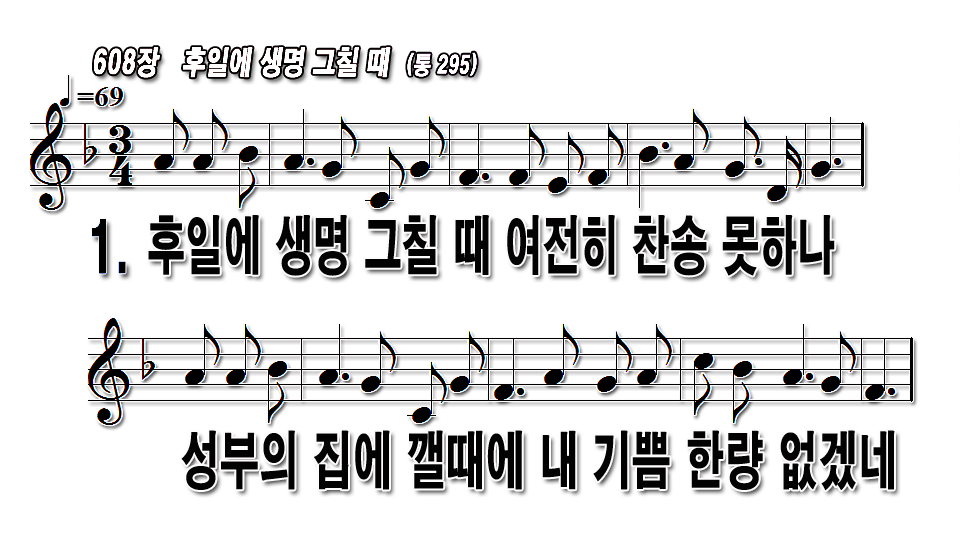 608장 후일에 생명 그칠 때 (통 295)
♩=69
3/4
1. 후일에 생명 그칠 때 여전히 찬송 못하나
성부의 집에 깰때에 내 기쁨 한량 없겠네